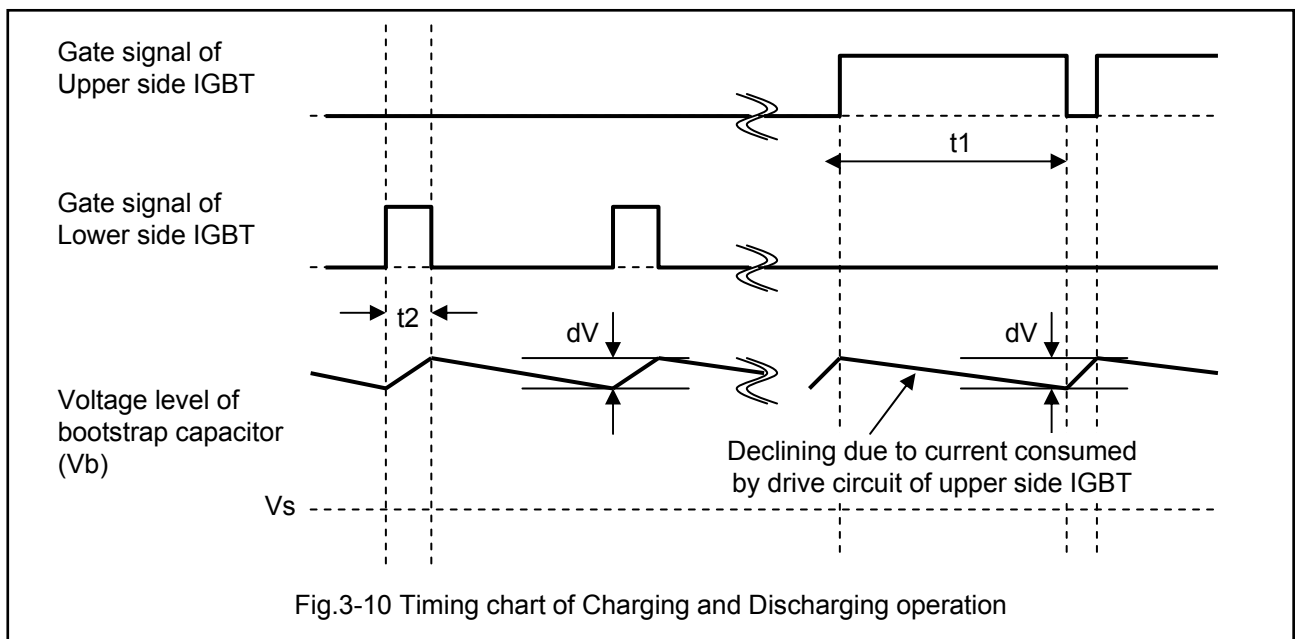 Gate signal of
Upper side IGBT
t1
Gate signal of
Lower side IGBT
t2
dV
dV
Voltage level of
bootstrap capacitor
(Vb)
Declining due to current consumed
by drive circuit of upper side IGBT
Vs
Fig.3-10 Timing chart of Charging and Discharging operation